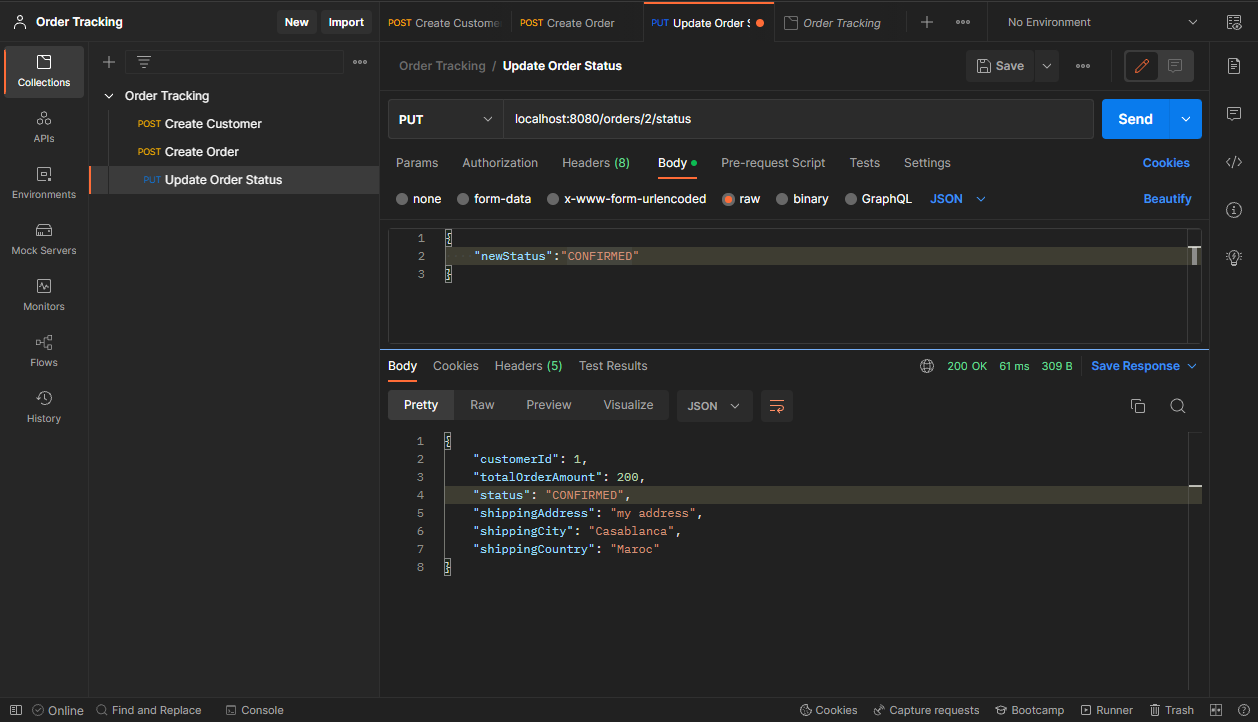 Order Tracking
New
Import
POST Create Custome
POST Create Order
PUT Update Order S
Order Tracking
No Environment
Collections
APIs
Environments
Mock Servers
Monitors
Flows
History
Order Tracking
POST Create Customer
POST Create Order
PUT Update Order Status
Order Tracking / Update Order Status
Save
PUT
localhost:8080/orders/2/status
Send
Params
Authorization
Headers (8)
Body
Pre-request Script
Tests
Settings
Cookies
none
form-data
x-www-form-urlencoded
raw
binary
GraphQL
JSON
Beautify
1 {
2 "newStatus":"CONFIRMED"
3 }
Body
Cookies
Headers (5)
Test Results
200 OK
61 ms
309 B
Save Response
Pretty
Raw
Preview
Visualize
JSON
1 {
2 "customerId": 1,
3 "totalOrderAmount": 200,
4 "status": "CONFIRMED",
5 "shippingAddress": "my address",
6 "shippingCity": "Casablanca",
7 "shippingCountry": "Maroc"
8 }
Online
Find and Replace
Console
Cookies
Capture requests
Bootcamp
Runner
Trash